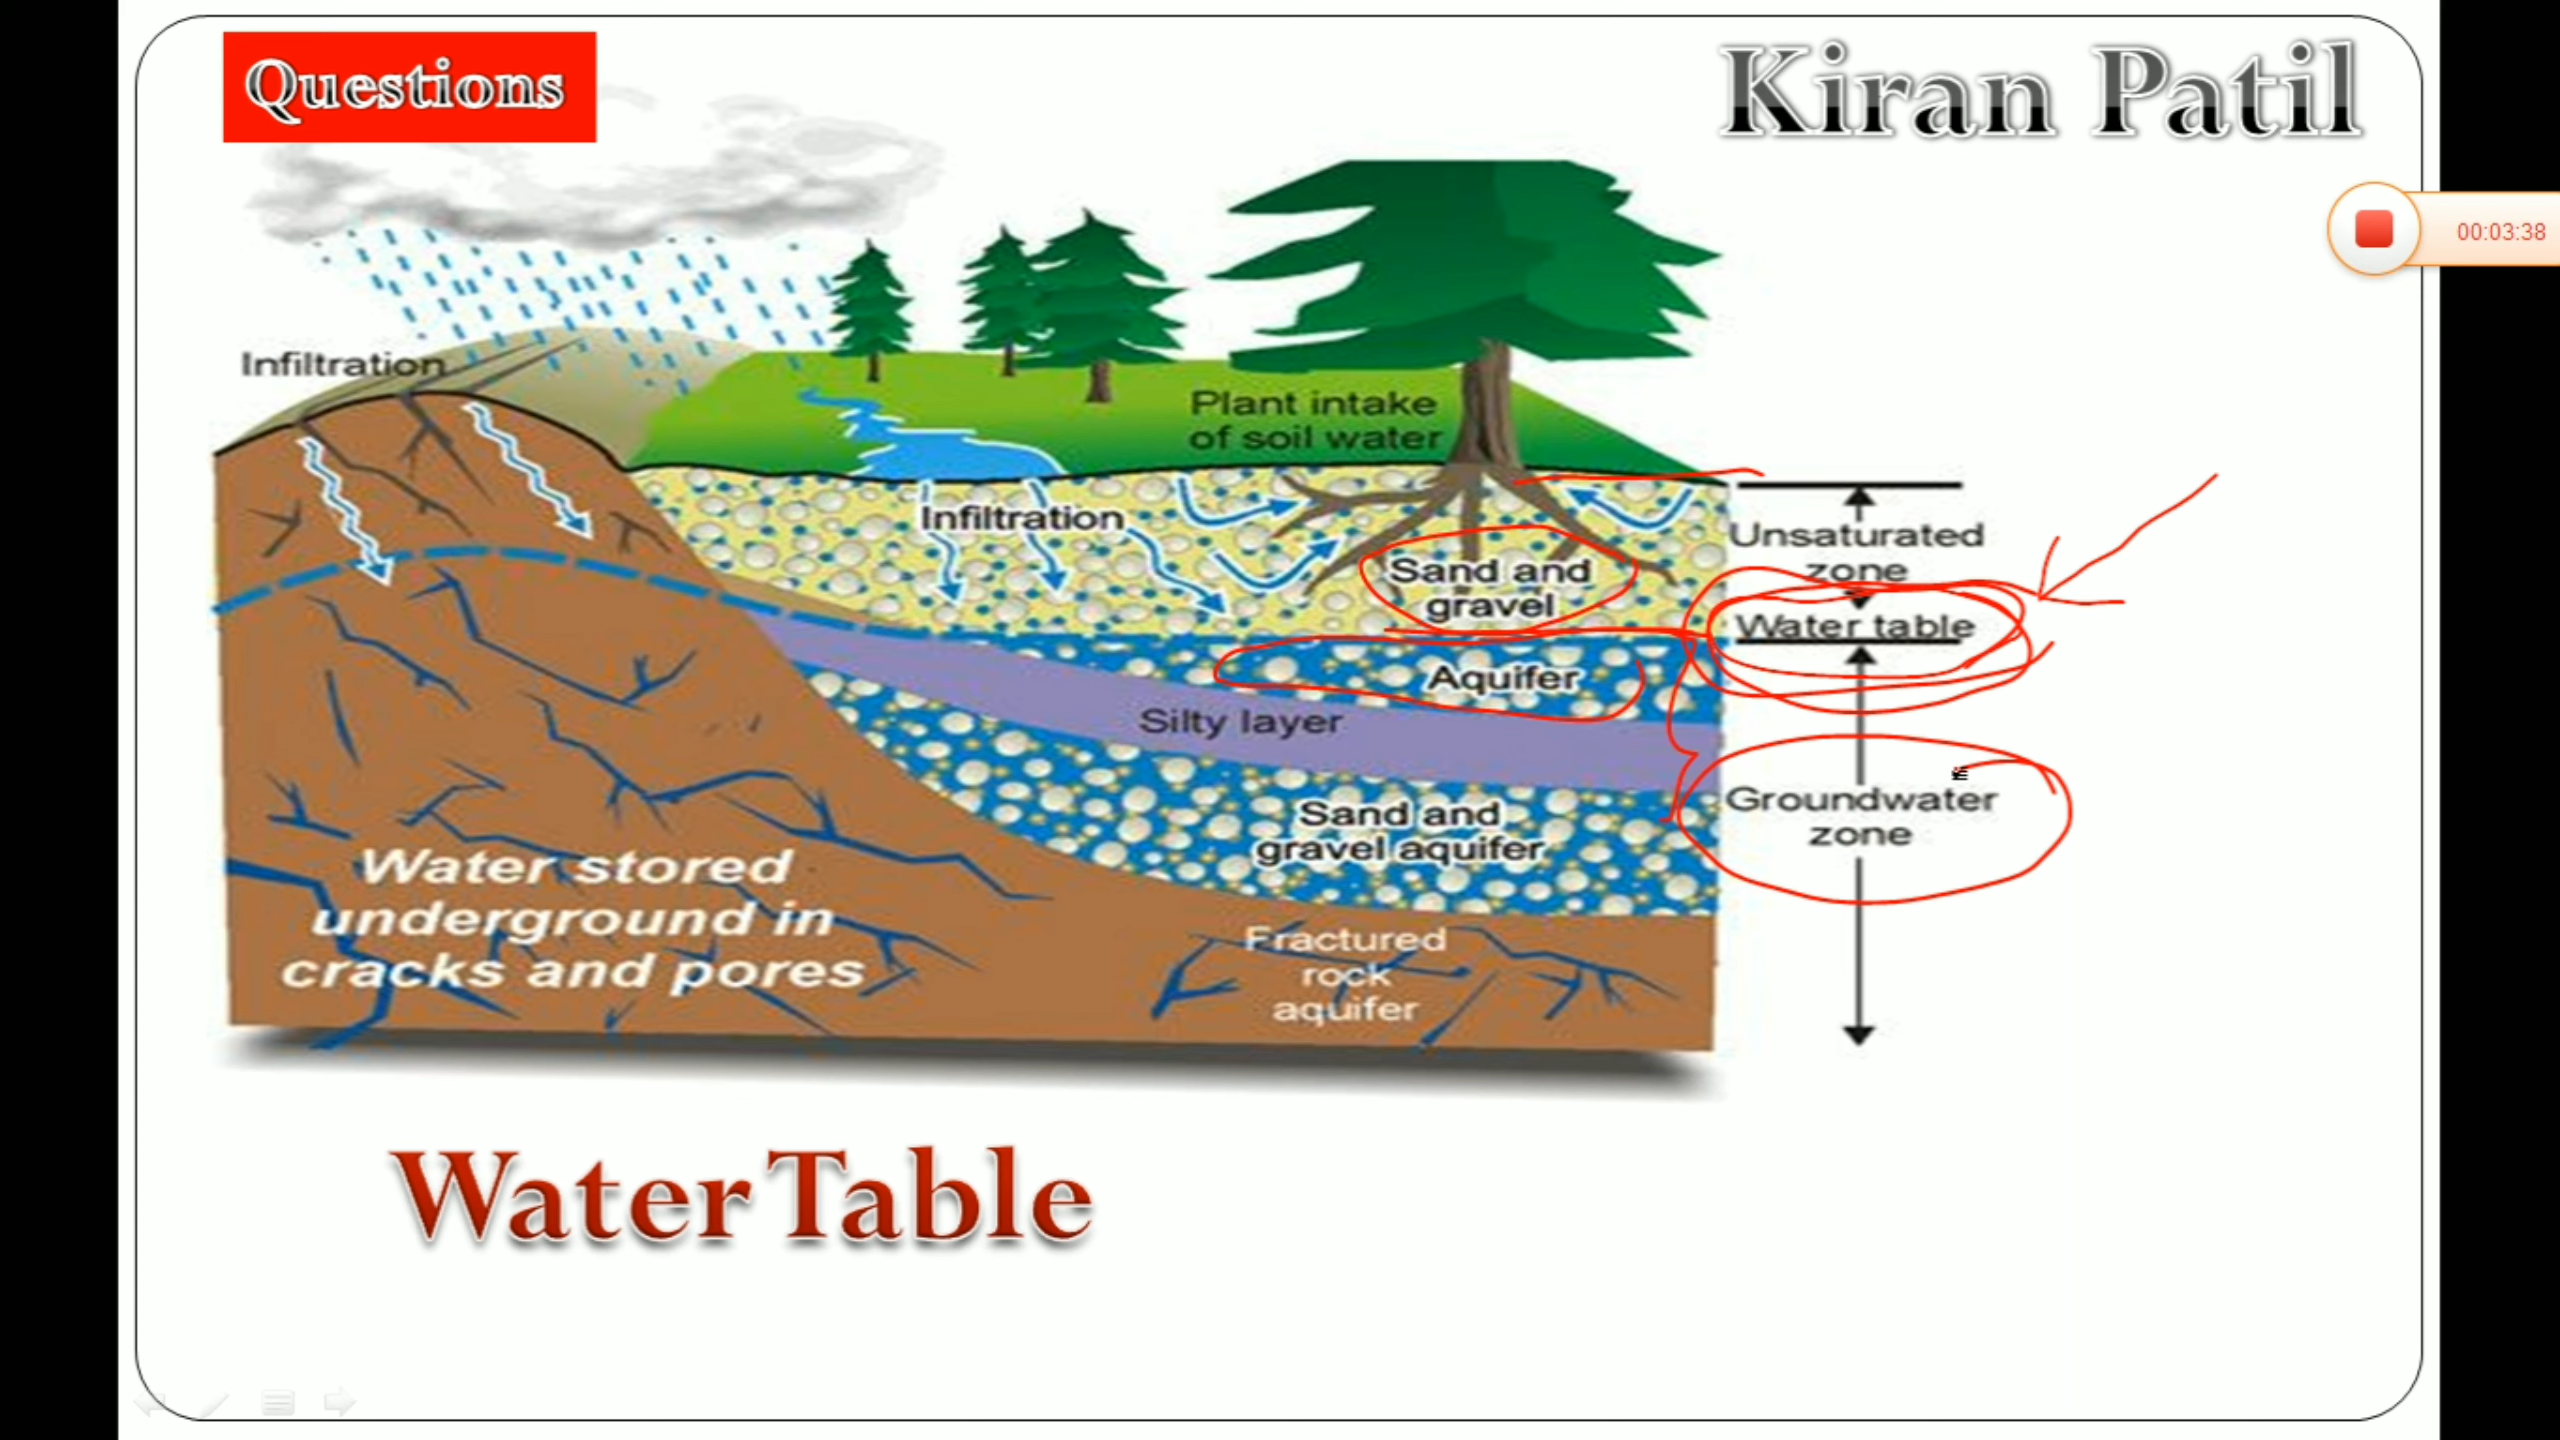 Questions
Kiran Patil
00:03:38
Infiltration
Plant intake
of soil water
Infiltration
Unsaturated
zone
Sand and
gravel
Water table
Aquifer
Silty layer
Groundwater
zone
Sand and
gravel aquifer
Water stored
underground in
cracks and pores
Fractured
rock
aquifer
Water Table